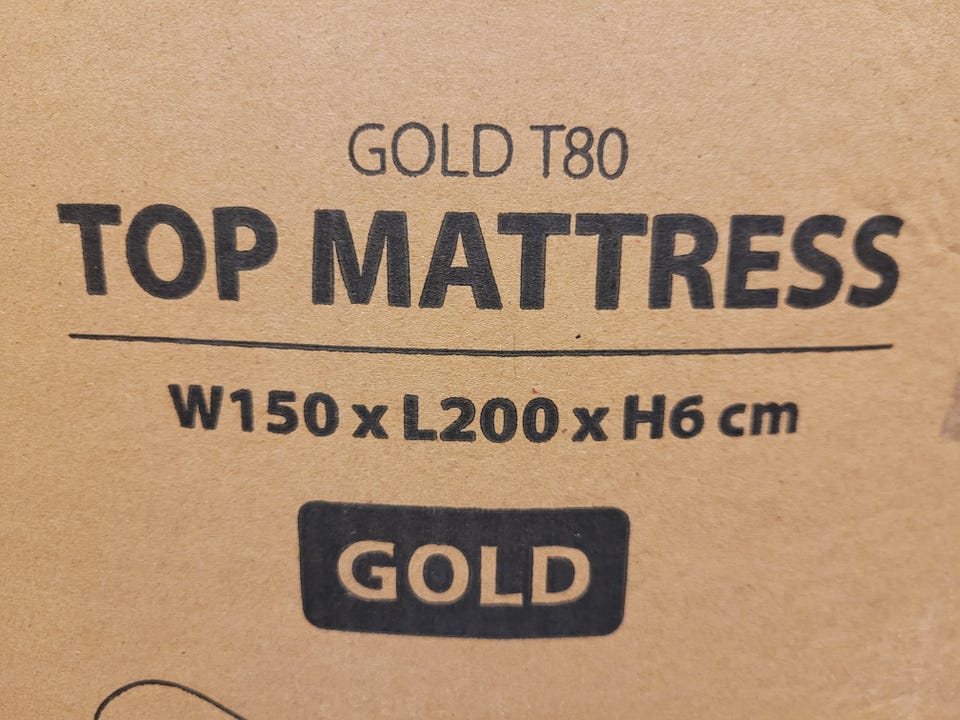 GOLD T80
TOP MATTRESS
W150 x L200 x H6 cm
GOLD